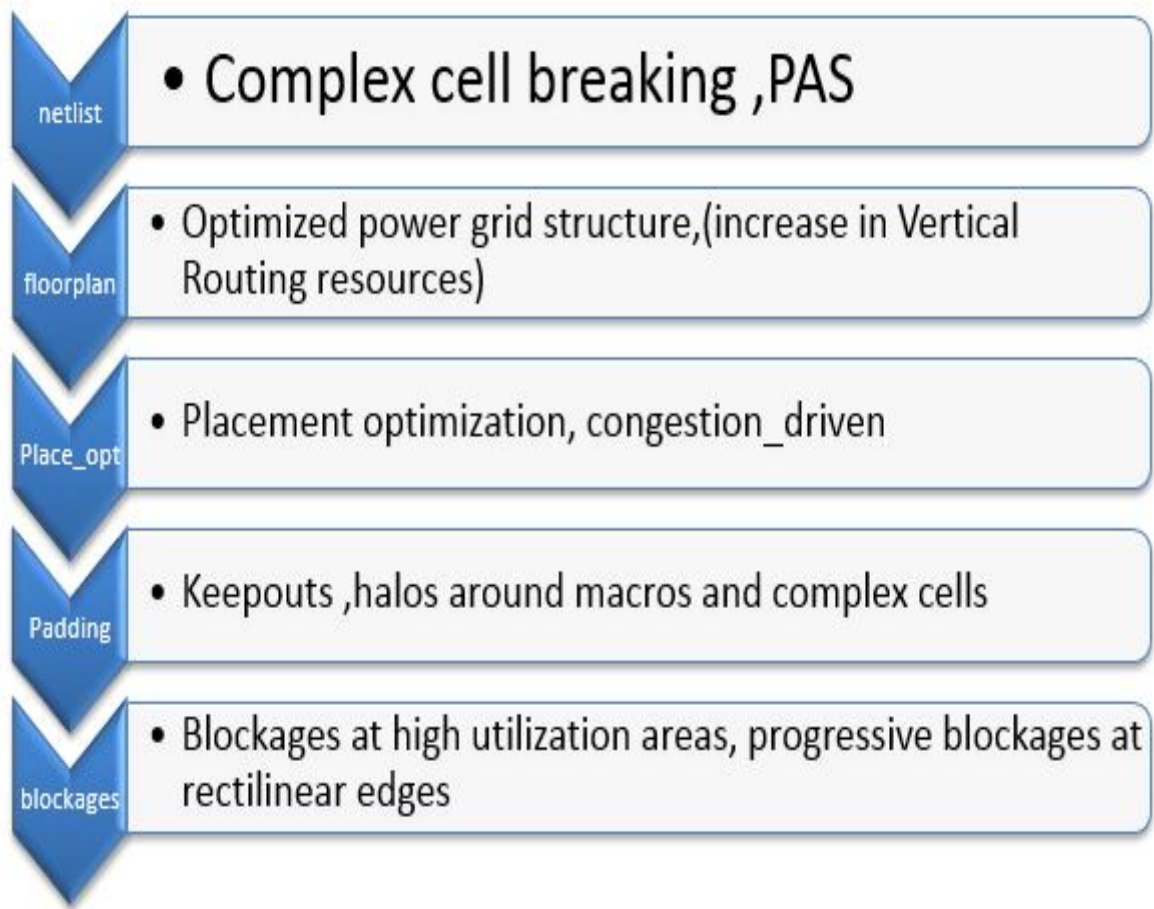 netlist
• Complex cell breaking ,PAS
floorplan
• Optimized power grid structure,(increase in Vertical
Routing resources)
Place_opt
• Placement optimization, congestion_driven
Padding
• Keepouts ,halos around macros and complex cells
blockages
• Blockages at high utilization areas, progressive blockages at
rectilinear edges